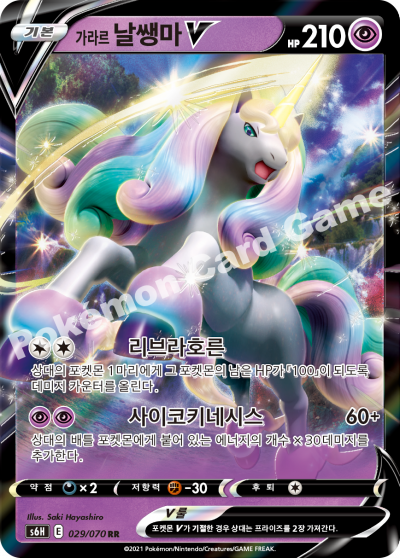 기본 가라르 날쌩마 V HP 210
Pokémon Card Game
리브라호른
상대의 포켓몬 1마리에게 그 포켓몬의 남은 HP가 「100」이 되도록
데미지 카운터를 올린다.
사이코키네시스 60+
상대의 배틀 포켓몬에게 붙어 있는 에너지의 개수 ×30데미지를
추가한다.
약점 ×2 저항력 -30 후퇴
Illus. Saki Hayashiro
s6H E 029/070 RR
V 룰
포켓몬 V가 기절한 경우 상대는 프라이즈를 2장 가져간다.
©2021 Pokémon/Nintendo/Creatures/GAME FREAK.